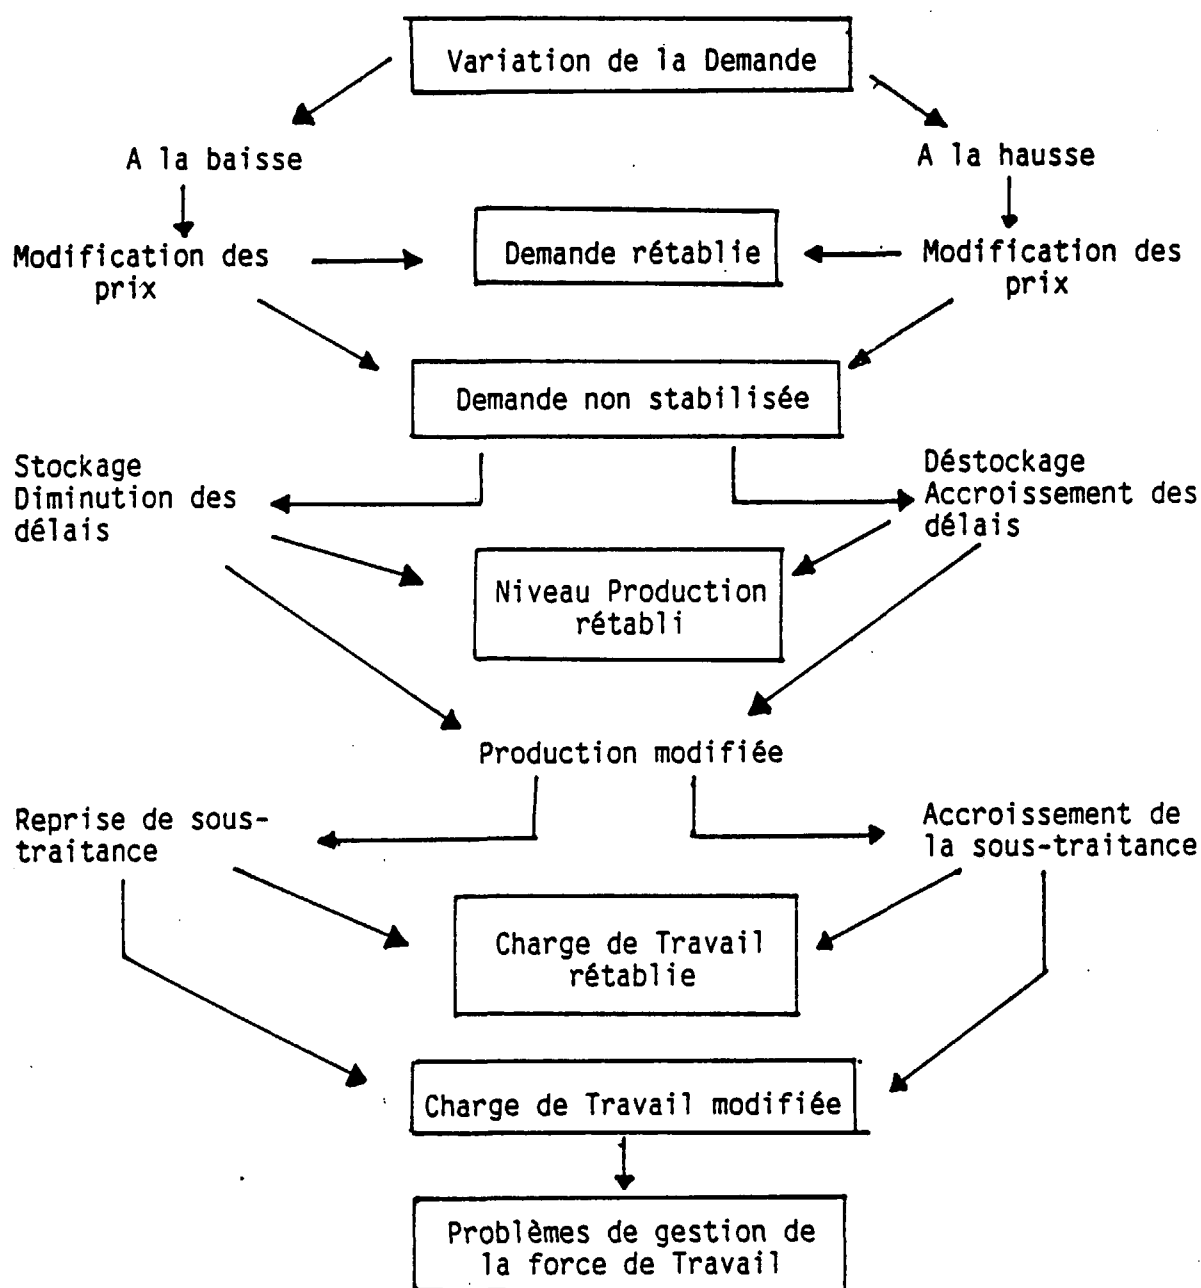 Variation de la Demande
A la baisse
A la hausse
Modification des
prix
Demande rétablie
Modification des
prix
Demande non stabilisée
Stockage
Diminution des
délais
Déstockage
Accroissement des
délais
Niveau Production
rétabli
Production modifiée
Reprise de sous-
traitance
Accroissement de
la sous-traitance
Charge de Travail
rétablie
Charge de Travail modifiée
Problèmes de gestion de
la force de Travail